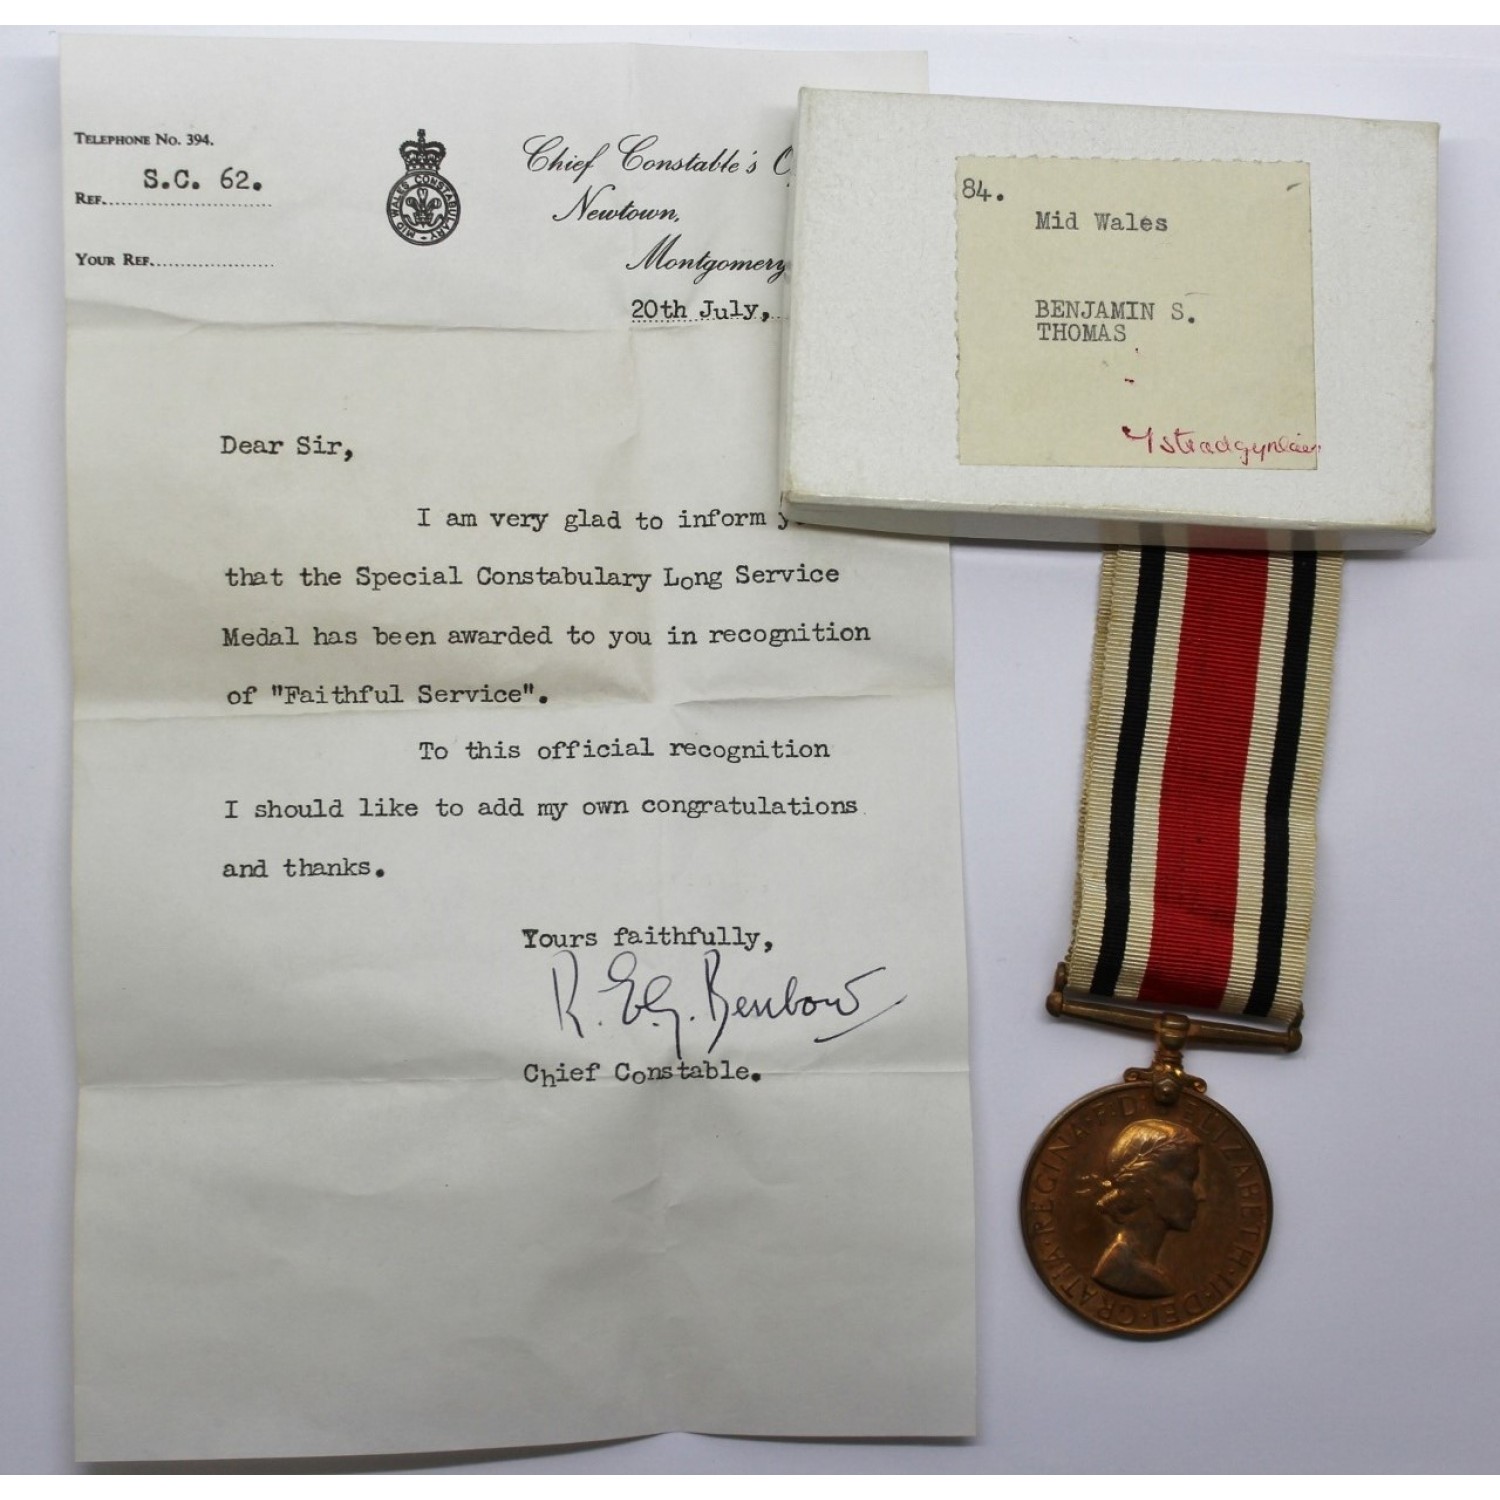 TELEPHONE No. 394.
S.C. 62.
REF.
YOUR REF.
MID WALES CONSTABULARY
Chief Constable's
Newtown,
Montgomery
20th July,
Dear Sir,
I am very glad to inform
that the Special Constabulary Long Service
Medal has been awarded to you in recognition
of "Faithful Service".
To this official recognition
I should like to add my own congratulations
and thanks.
Yours faithfully,
R. E. G. Benbow
Chief Constable.
84.
Mid Wales
BENJAMIN S.
THOMAS
Ystradgynlais
ELIZABETH·II·DEI·GRATIA·REGINA·F:D: